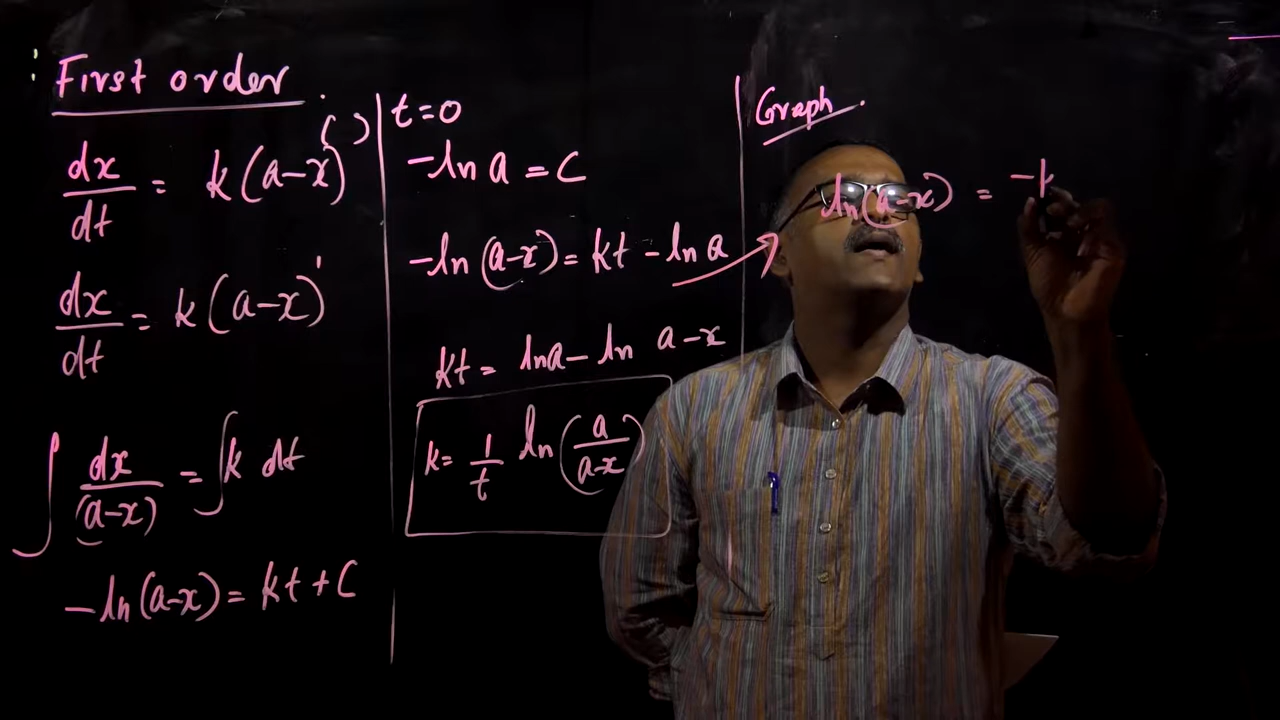 First order
dx/dt = k(a-x)^( )
dx/dt = k(a-x)^1
∫ dx/(a-x) = ∫ k dt
-ln(a-x) = kt + C
t=0
-ln a = C
-ln(a-x) = kt - ln a
kt = ln a - ln a-x
k = 1/t ln(a/(a-x))
Graph.
ln(a-x) = -k